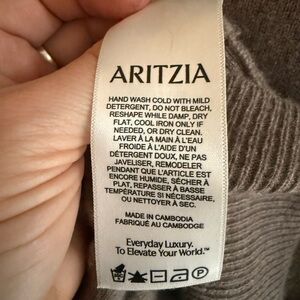 ARITZIA
HAND WASH COLD WITH MILD
DETERGENT, DO NOT BLEACH.
RESHAPE WHILE DAMP, DRY
FLAT, COOL IRON ONLY IF
NEEDED, OR DRY CLEAN.
LAVER À LA MAIN À L'EAU
FROIDE À L'AIDE D'UN
DÉTERGENT DOUX, NE PAS
JAVELISER, REMODELER
PENDANT QUE L'ARTICLE EST
ENCORE HUMIDE, SÉCHER À
PLAT, REPASSER À BASSE
TEMPÉRATURE SI NÉCESSAIRE,
OU NETTOYER À SEC.
MADE IN CAMBODIA
FABRIQUÉ AU CAMBODGE
Everyday Luxury.
To Elevate Your World.™
P